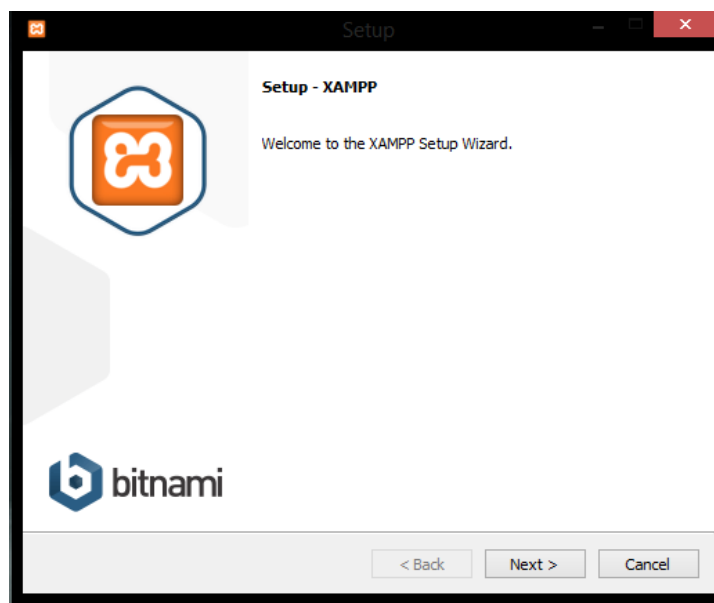 Setup
Setup - XAMPP
Welcome to the XAMPP Setup Wizard.
bitnami
< Back Next > Cancel